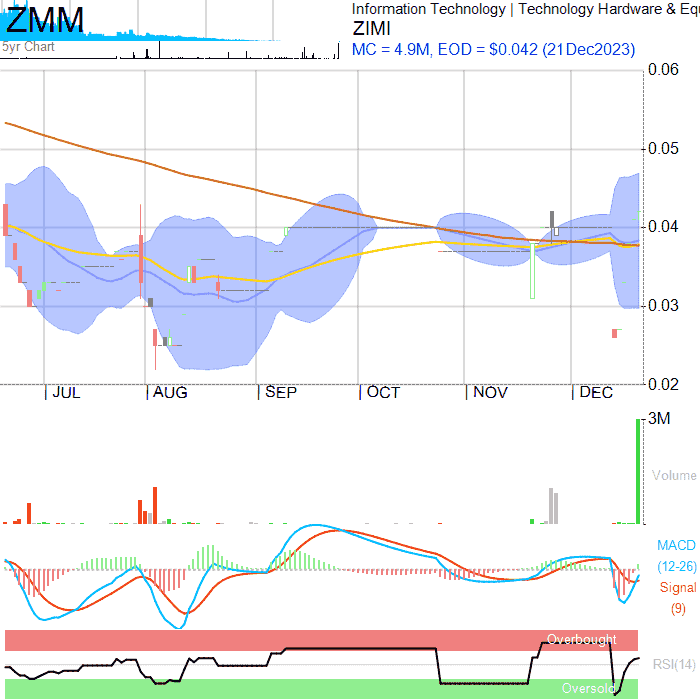 ZMM
Information Technology | Technology Hardware & Equ
ZIMI
5yr Chart
MC = 4.9M, EOD = $0.042 (21Dec2023)
0.06
0.05
0.04
0.03
0.02
JUL AUG SEP OCT NOV DEC
3M
Volume
MACD
(12-26)
Signal
(9)
Overbought
RSI(14)
Oversold